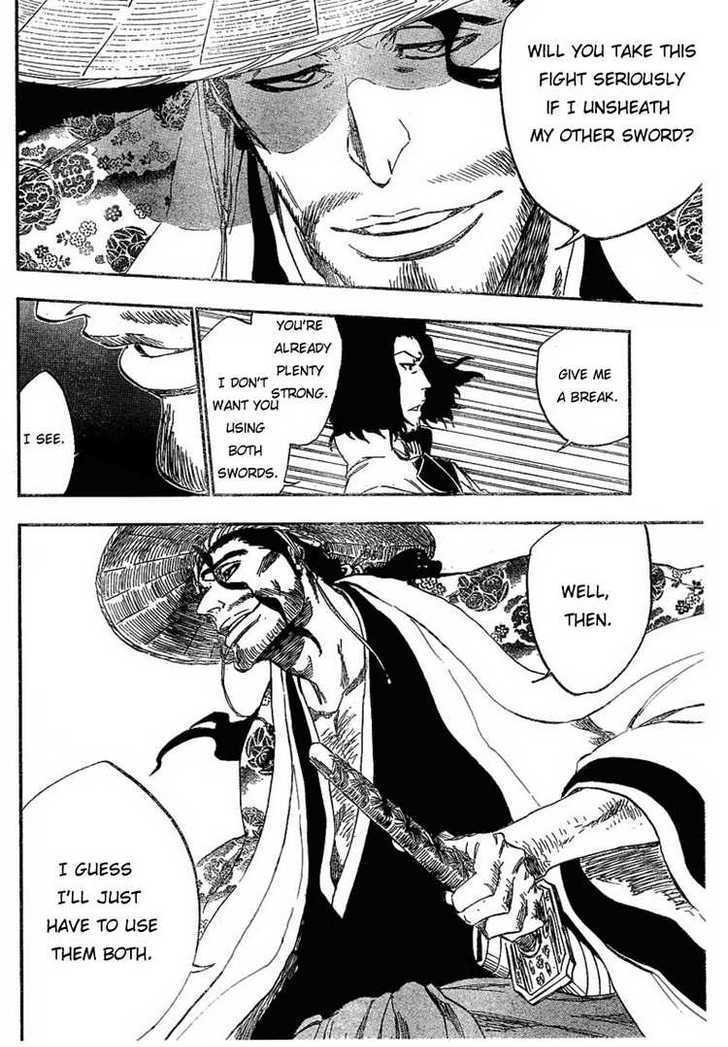 WILL YOU TAKE THIS
FIGHT SERIOUSLY
IF I UNSHEATH
MY OTHER SWORD?
GIVE ME
A BREAK.
YOU'RE
ALREADY
PLENTY
STRONG.
I DON'T
WANT YOU
USING
BOTH
SWORDS.
I SEE.
WELL,
THEN.
I GUESS
I'LL JUST
HAVE TO USE
THEM BOTH.